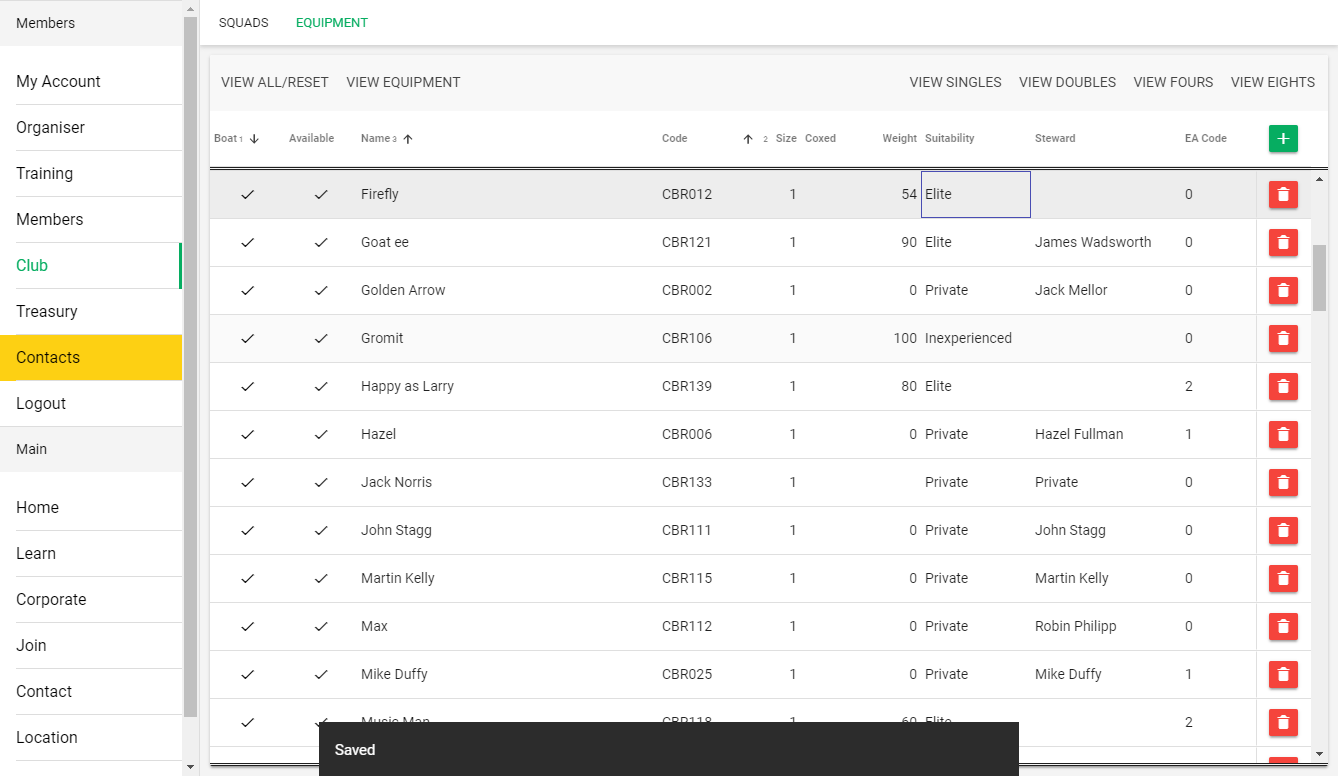 Members
My Account
Organiser
Training
Members
Club
Treasury
Contacts
Logout
Main
Home
Learn
Corporate
Join
Contact
Location
SQUADS EQUIPMENT
VIEW ALL/RESET VIEW EQUIPMENT VIEW SINGLES VIEW DOUBLES VIEW FOURS VIEW EIGHTS
Boat 1 Available Name 3 Code 2 Size Coxed Weight Suitability Steward EA Code
Firefly CBR012 1 54 Elite 0
Goat ee CBR121 1 90 Elite James Wadsworth 0
Golden Arrow CBR002 1 0 Private Jack Mellor 0
Gromit CBR106 1 100 Inexperienced 0
Happy as Larry CBR139 1 80 Elite 2
Hazel CBR006 1 0 Private Hazel Fullman 1
Jack Norris CBR133 1 Private Private 0
John Stagg CBR111 1 0 Private John Stagg 0
Martin Kelly CBR115 1 0 Private Martin Kelly 0
Max CBR112 1 0 Private Robin Philipp 0
Mike Duffy CBR025 1 0 Private Mike Duffy 1
Music Man CBR118 1 60 Elite 2
Saved